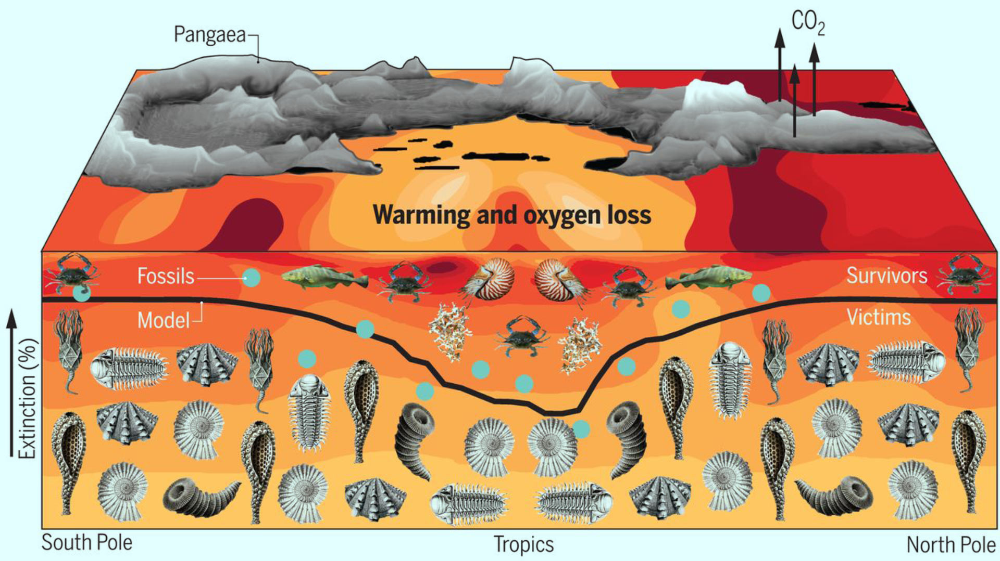 Pangaea
CO₂
Warming and oxygen loss
Fossils
Survivors
Model
Victims
Extinction (%)
South Pole
Tropics
North Pole